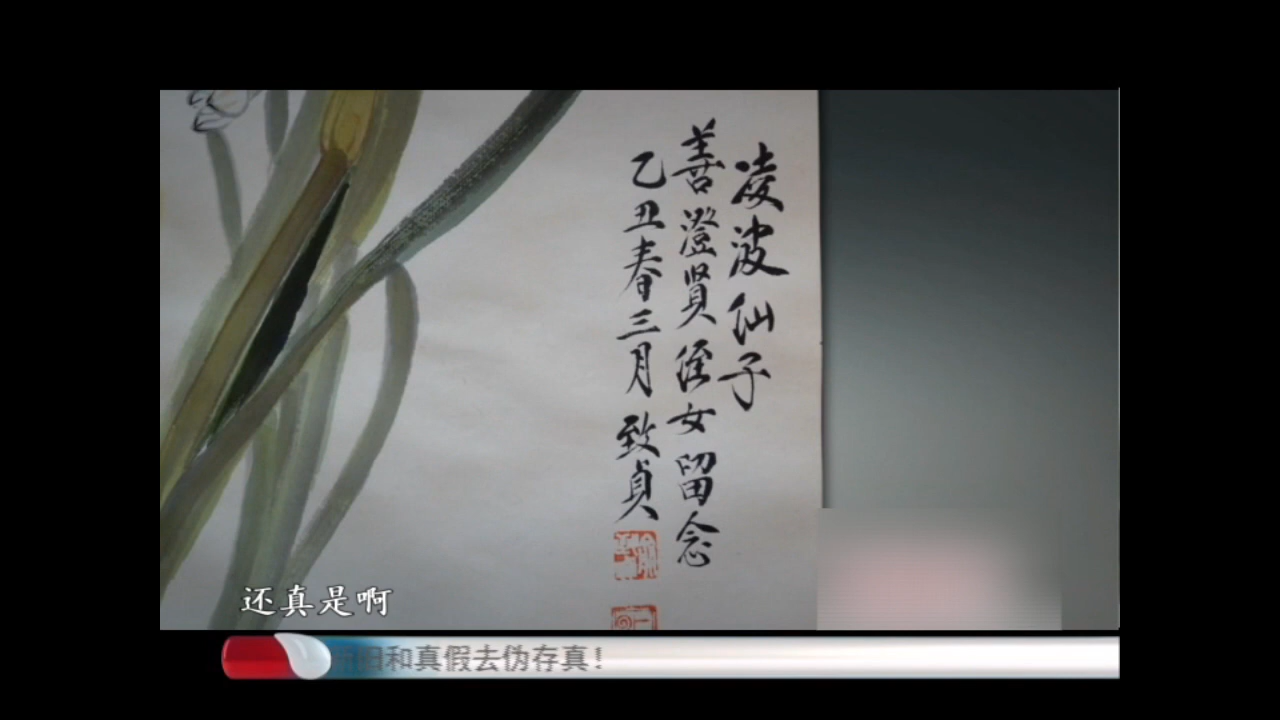 凌波仙子
善澄贤侄女留念
乙丑春三月 致贞
还真是啊
和真假去伪存真！